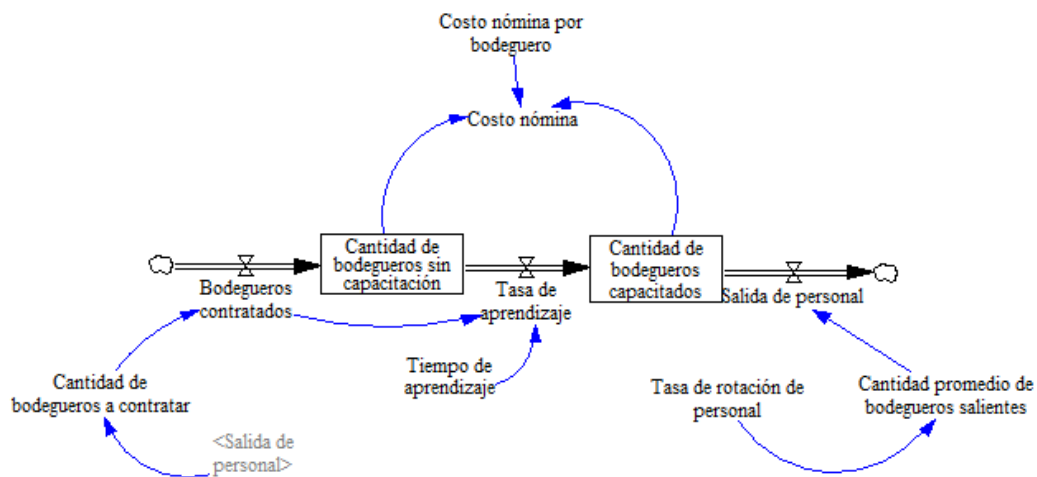 Costo nómina por
bodeguero
Costo nómina
Cantidad de
bodegueros sin
capacitación
Cantidad de
bodegueros
capacitados
Bodegueros
contratados
Tasa de
aprendizaje
Salida de personal
Tiempo de
aprendizaje
Cantidad de
bodegueros a contratar
Tasa de rotación de
personal
Cantidad promedio de
bodegueros salientes
<Salida de
personal>